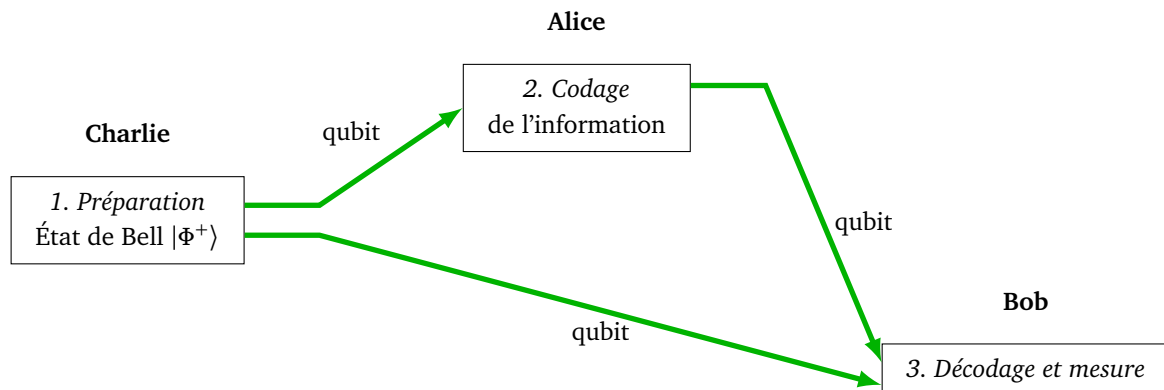 Alice
2. Codage
de l'information
qubit
Charlie
1. Préparation
État de Bell |Φ⁺⟩
qubit
qubit
Bob
3. Décodage et mesure